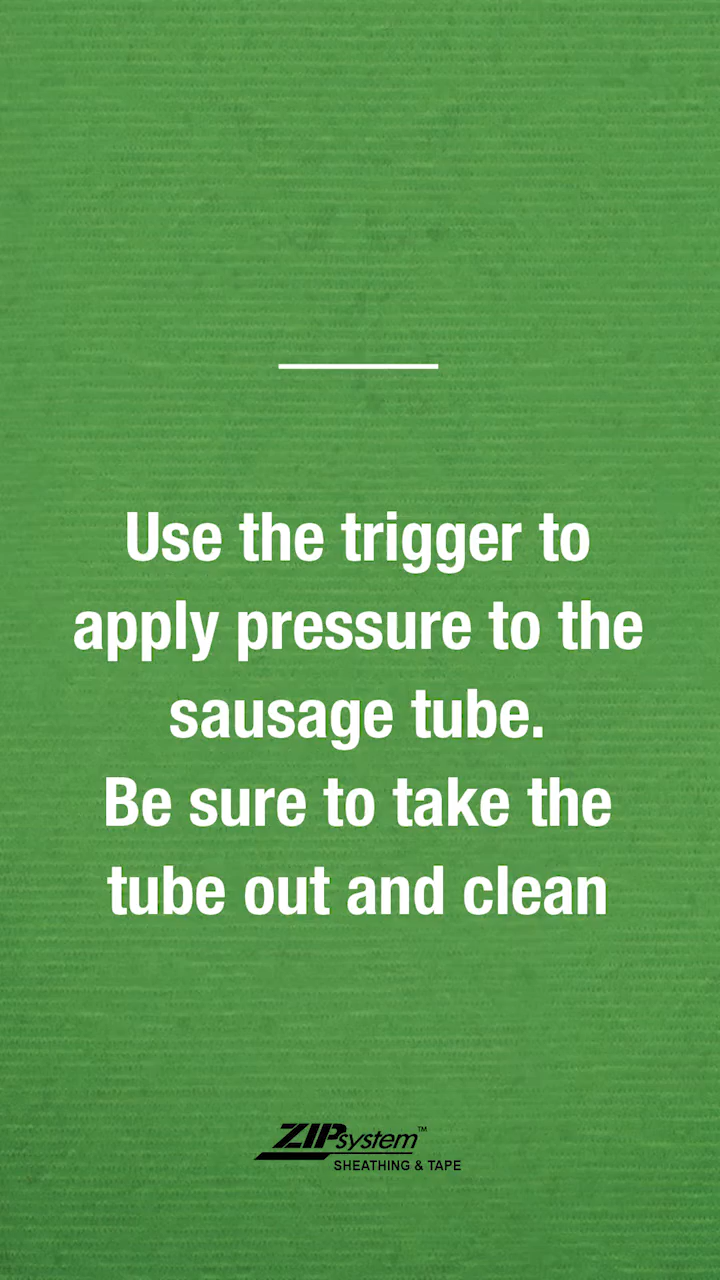 Use the trigger to
apply pressure to the
sausage tube.
Be sure to take the
tube out and clean
ZIPsystem™
SHEATHING & TAPE